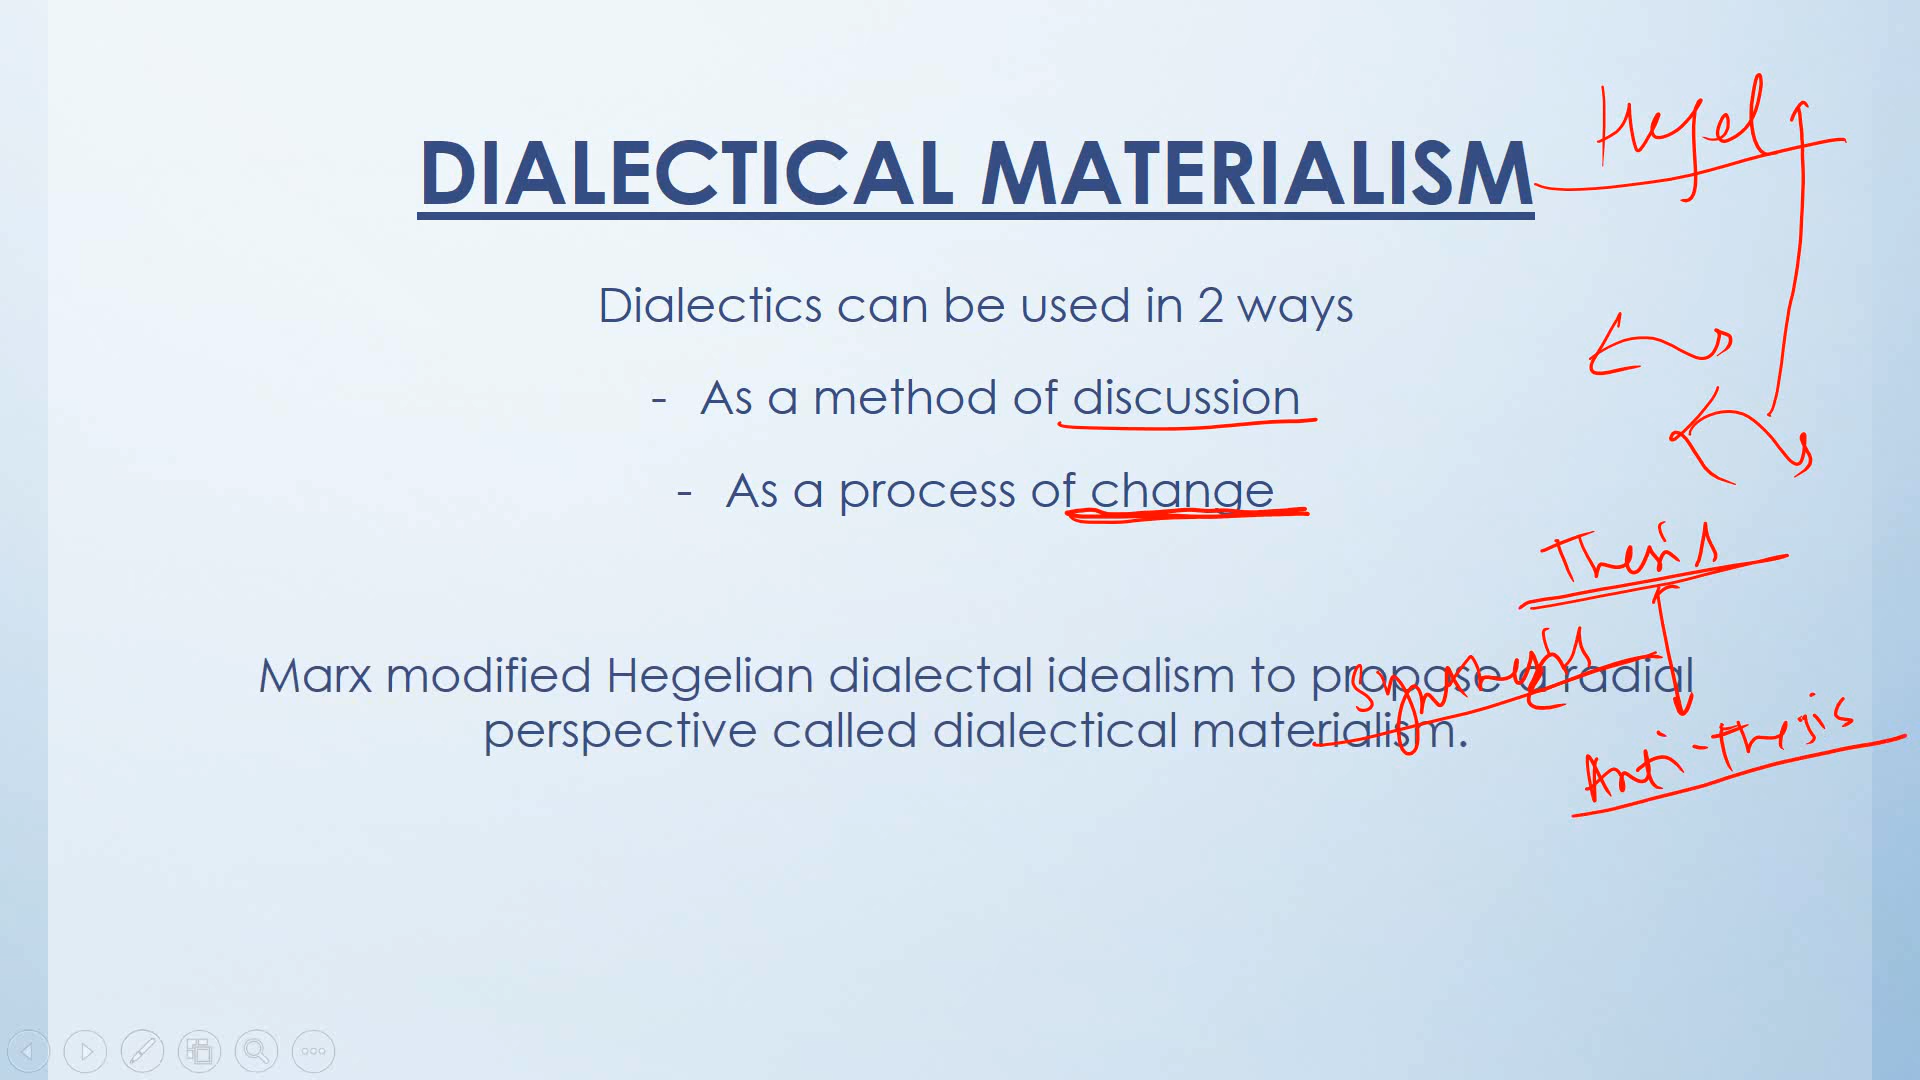 Hegel
DIALECTICAL MATERIALISM
Dialectics can be used in 2 ways
- As a method of discussion
- As a process of change
Thesis
Marx modified Hegelian dialectal idealism to propose a radial
perspective called dialectical materialism.
Anti-Thesis